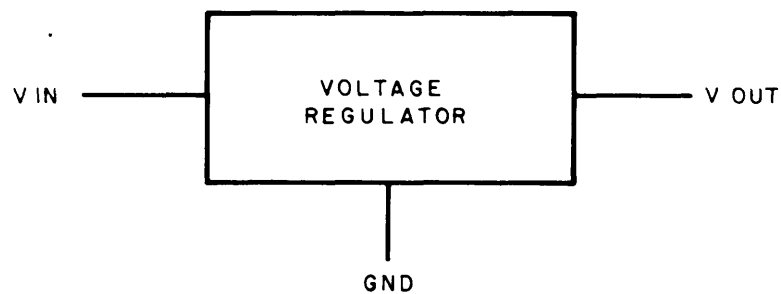 V IN
VOLTAGE
REGULATOR
V OUT
GND